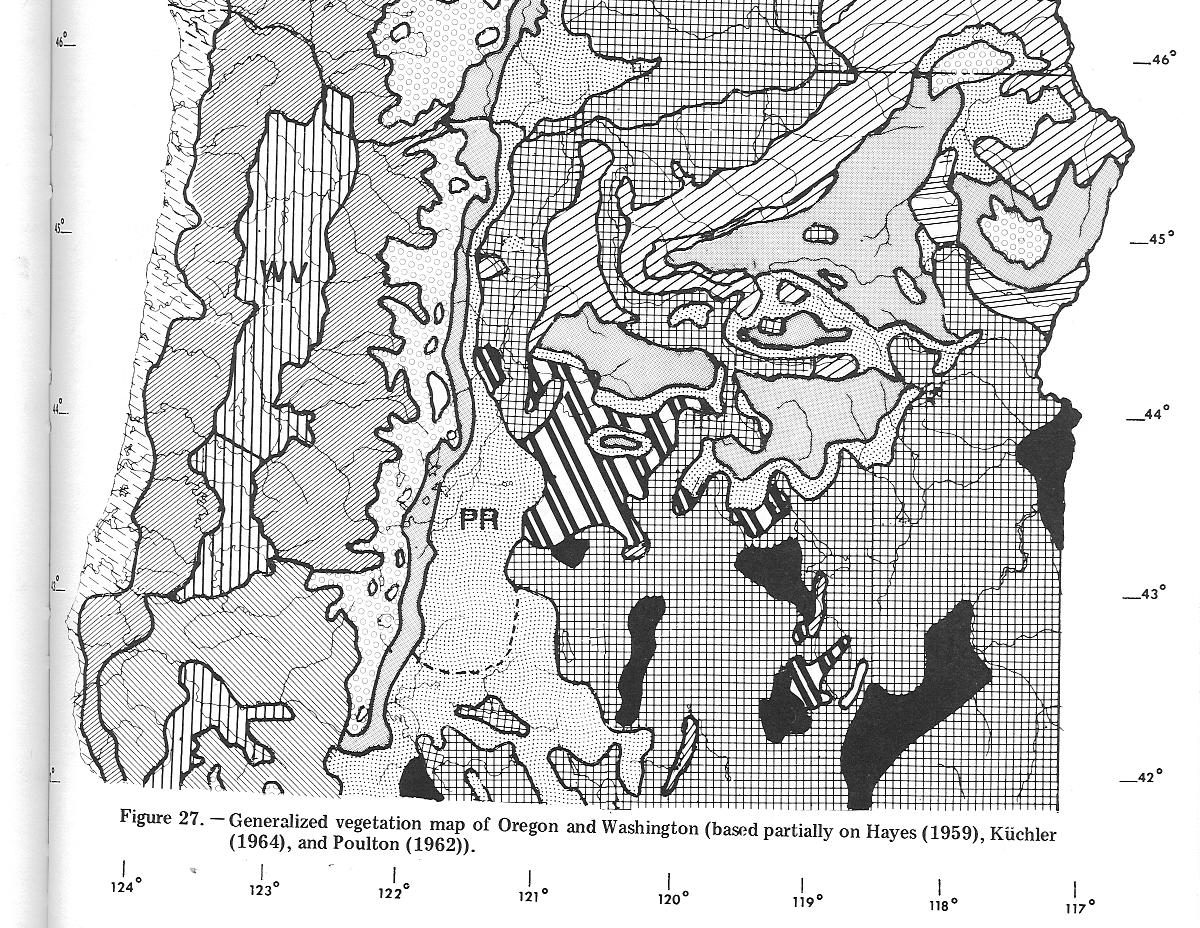 46°
46°
45°
45°
WV
44°
44°
PR
43°
43°
42°
Figure 27. — Generalized vegetation map of Oregon and Washington (based partially on Hayes (1959), Küchler
(1964), and Poulton (1962)).
124° 123° 122° 121° 120° 119° 118° 117°